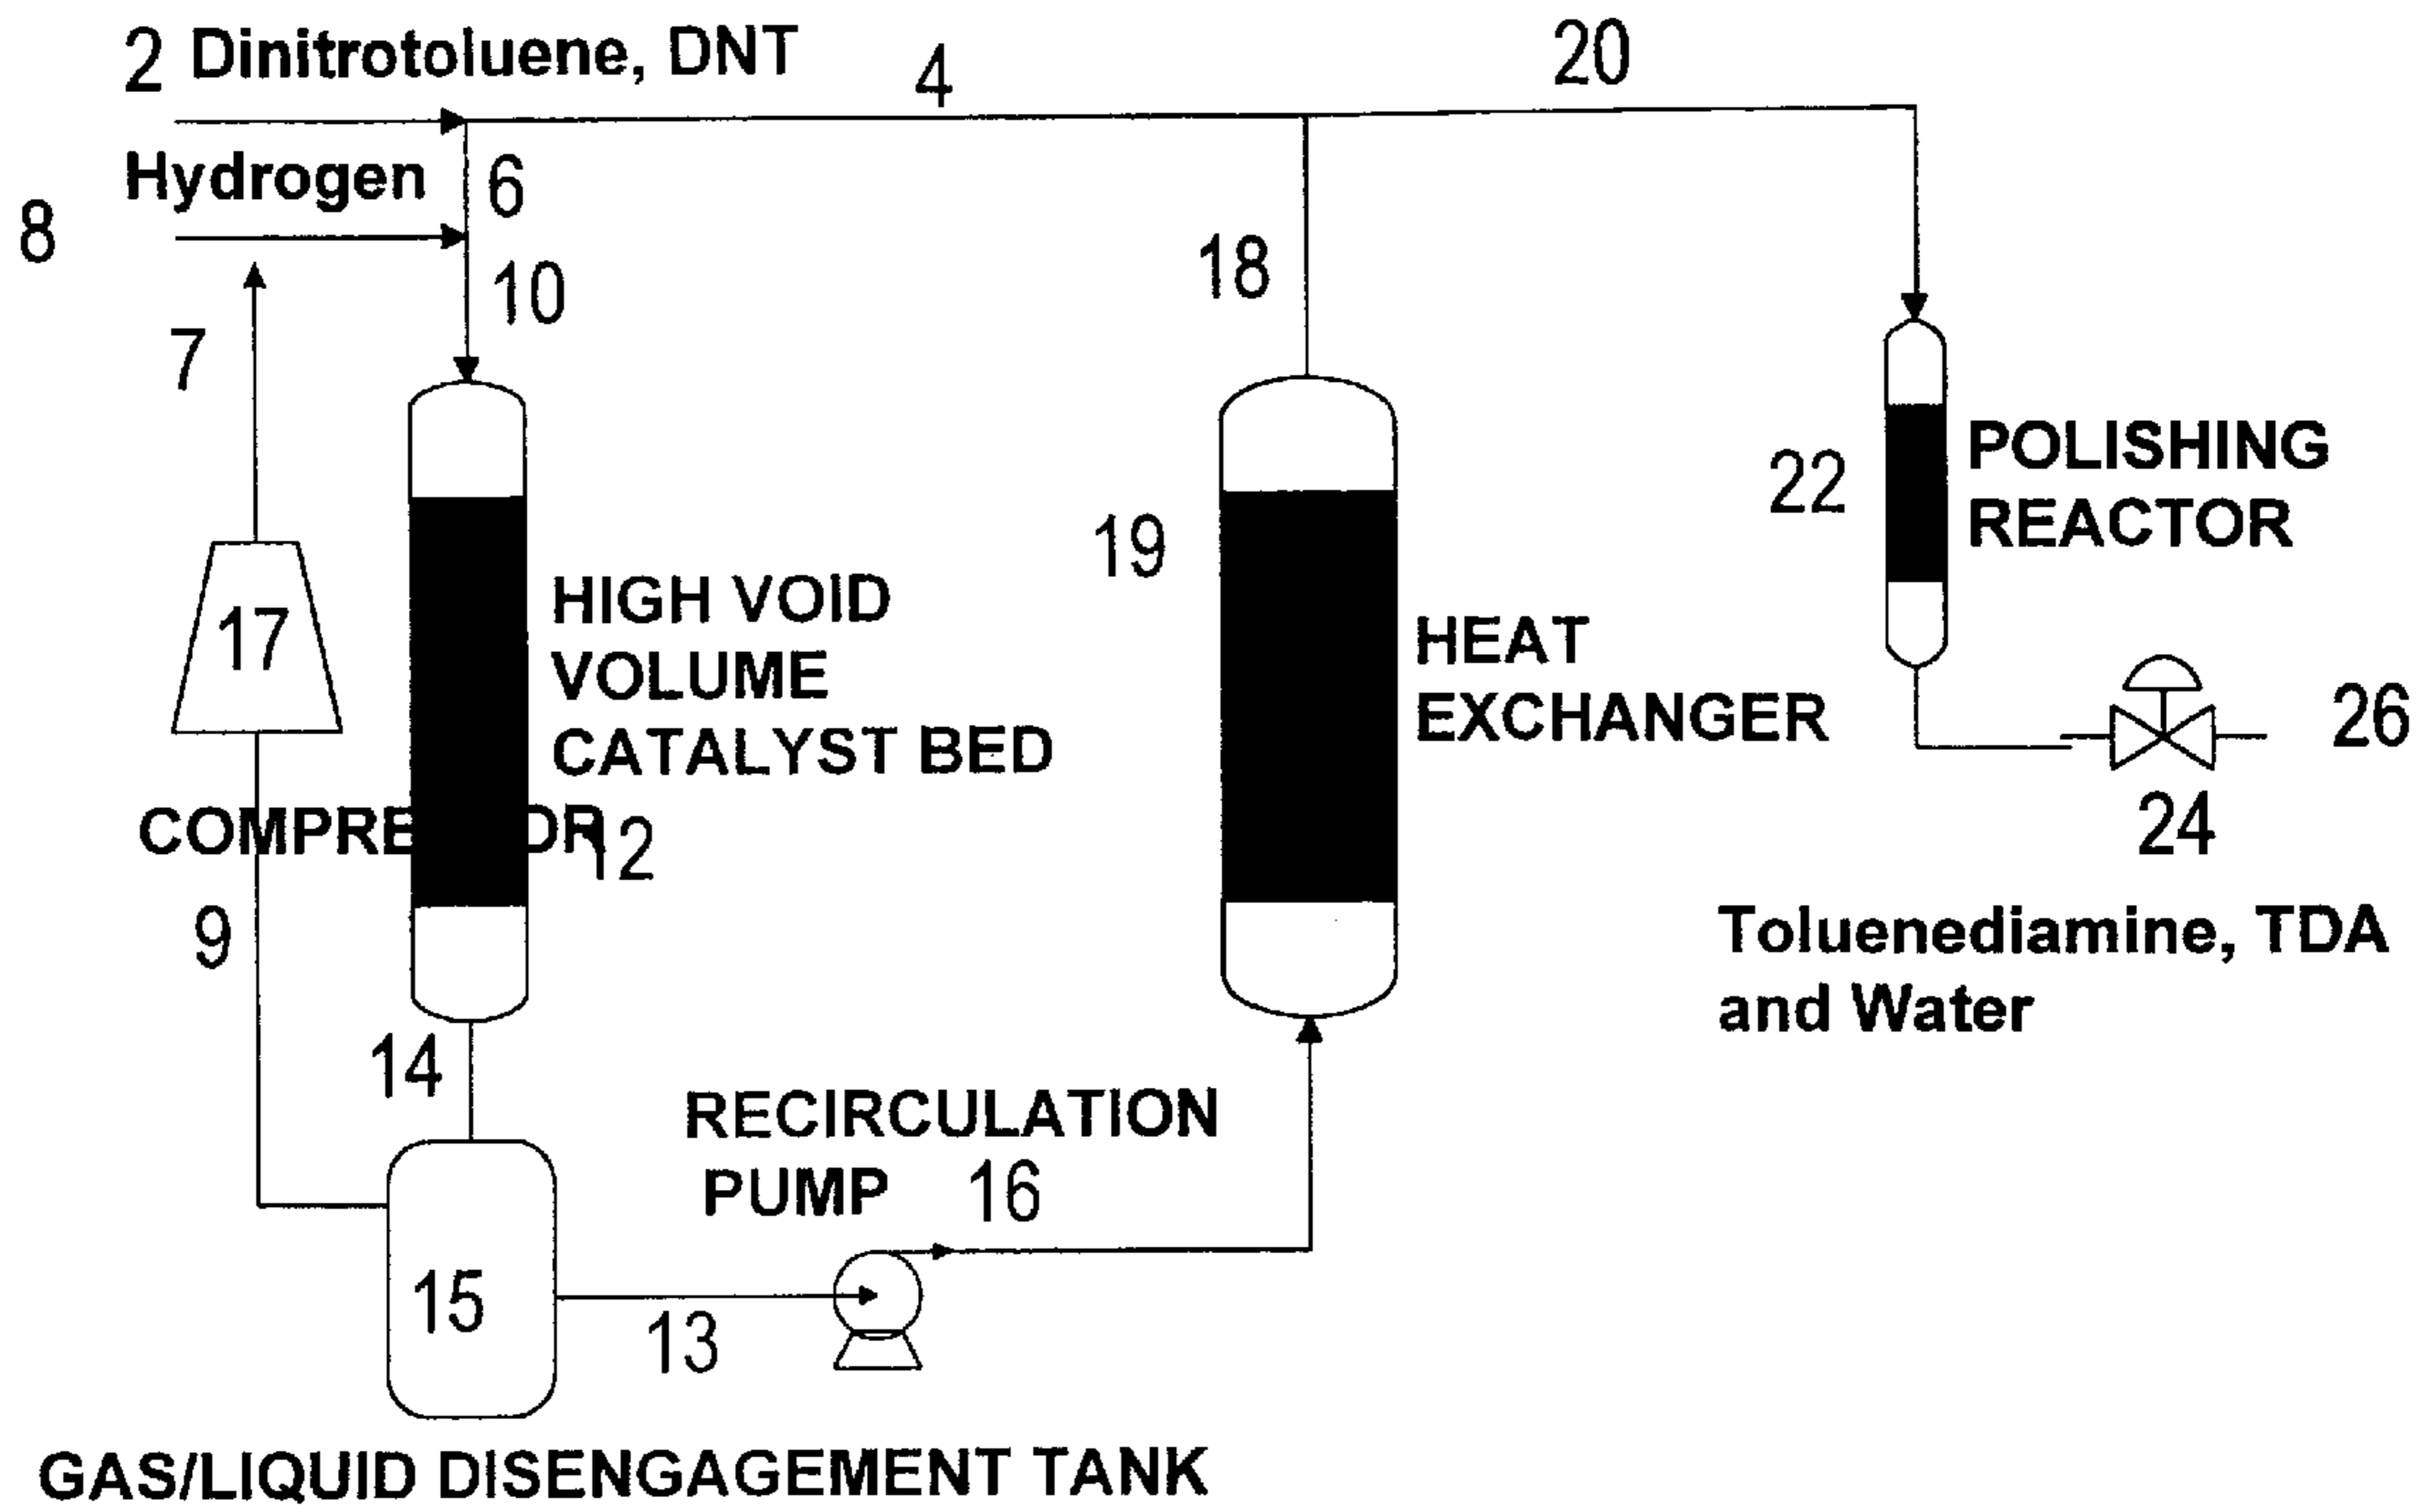 2 Dinitrotoluene, DNT
4
20
Hydrogen
6
8
10
18
7
17
HIGH VOID
VOLUME
CATALYST BED
12
19
HEAT
EXCHANGER
22
POLISHING
REACTOR
26
24
9
Toluenediamine, TDA
and Water
14
RECIRCULATION
PUMP 16
15
13
GAS/LIQUID DISENGAGEMENT TANK